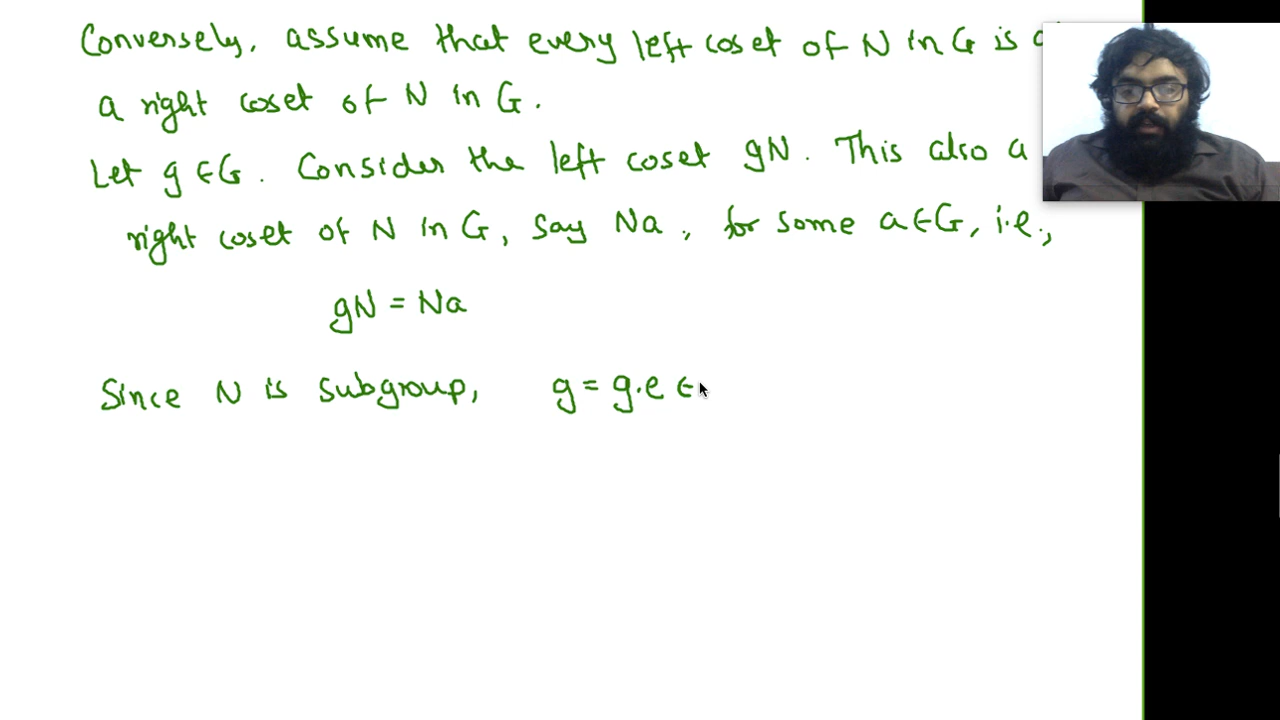 Conversely, assume that every left coset of N in G is
a right coset of N in G.
Let g ∈ G. Consider the left coset gN. This also a
right coset of N in G, say Na, for some a ∈ G, i.e.,
gN = Na
Since N is subgroup, g = g.e ∈